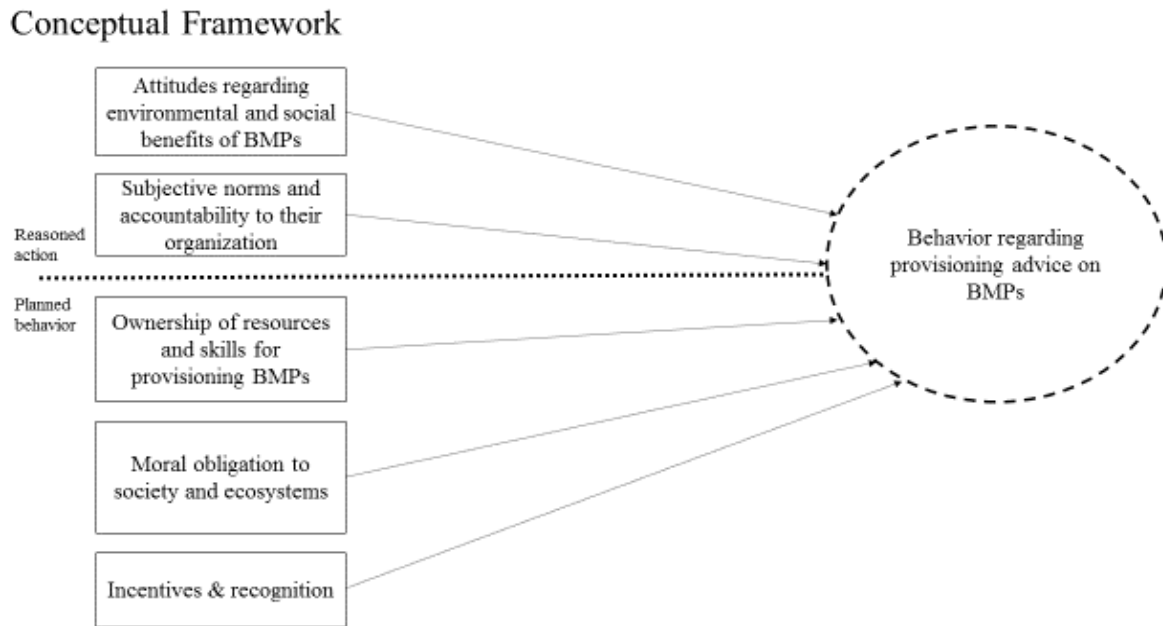 Conceptual Framework
Attitudes regarding
environmental and social
benefits of BMPs
Subjective norms and
accountability to their
organization
Reasoned
action
Planned
behavior
Ownership of resources
and skills for
provisioning BMPs
Moral obligation to
society and ecosystems
Incentives & recognition
Behavior regarding
provisioning advice on
BMPs